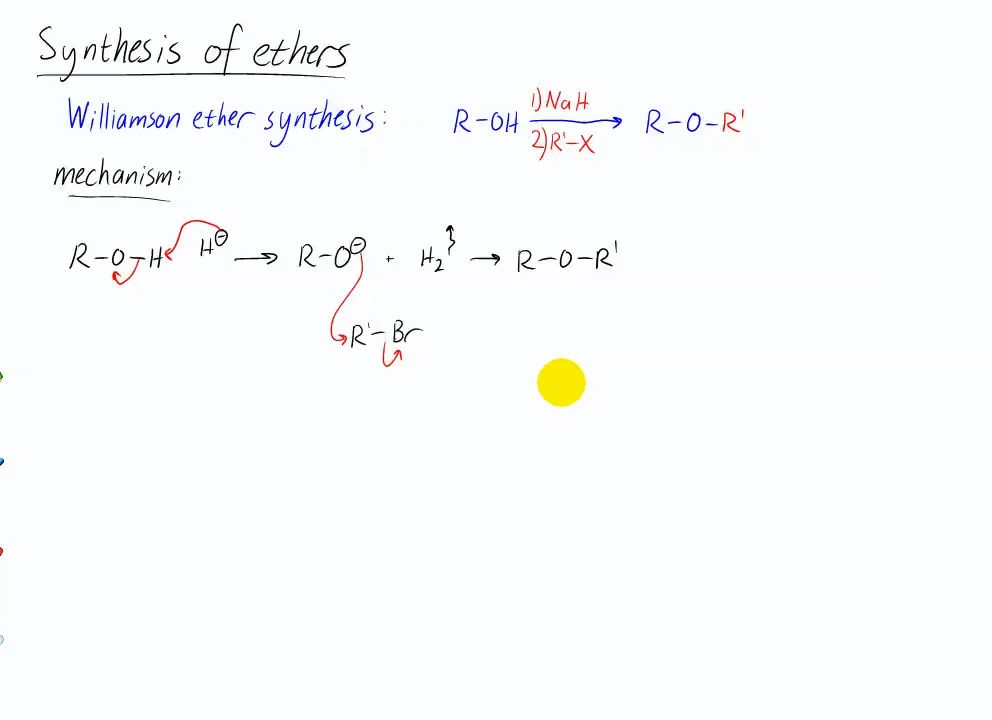 Synthesis of ethers
Williamson ether synthesis: R-OH 1) NaH 2) R'-X → R-O-R'
mechanism:
R-O-H H⊖ → R-O⊖ + H₂↑ → R-O-R'
R'-Br